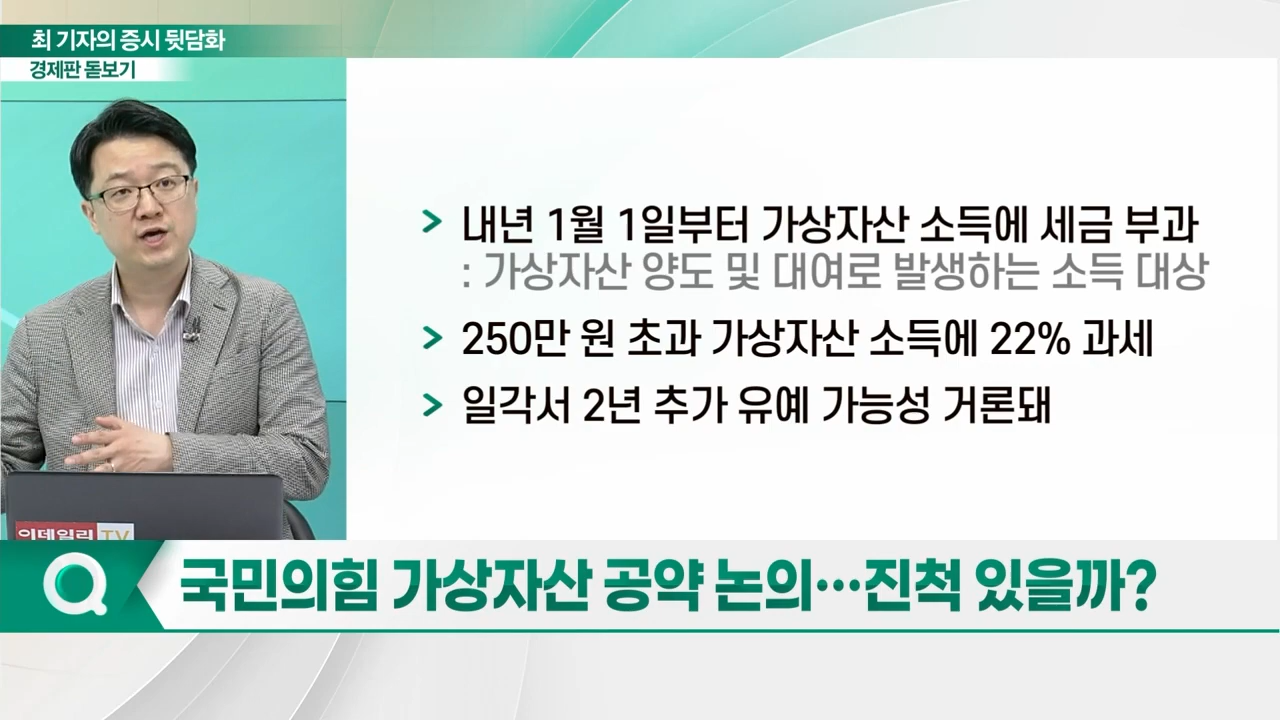 최 기자의 증시 뒷담화
경제판 돋보기
내년 1월 1일부터 가상자산 소득에 세금 부과
: 가상자산 양도 및 대여로 발생하는 소득 대상
250만 원 초과 가상자산 소득에 22% 과세
일각서 2년 추가 유예 가능성 거론돼
이데일리 TV
국민의힘 가상자산 공약 논의…진척 있을까?